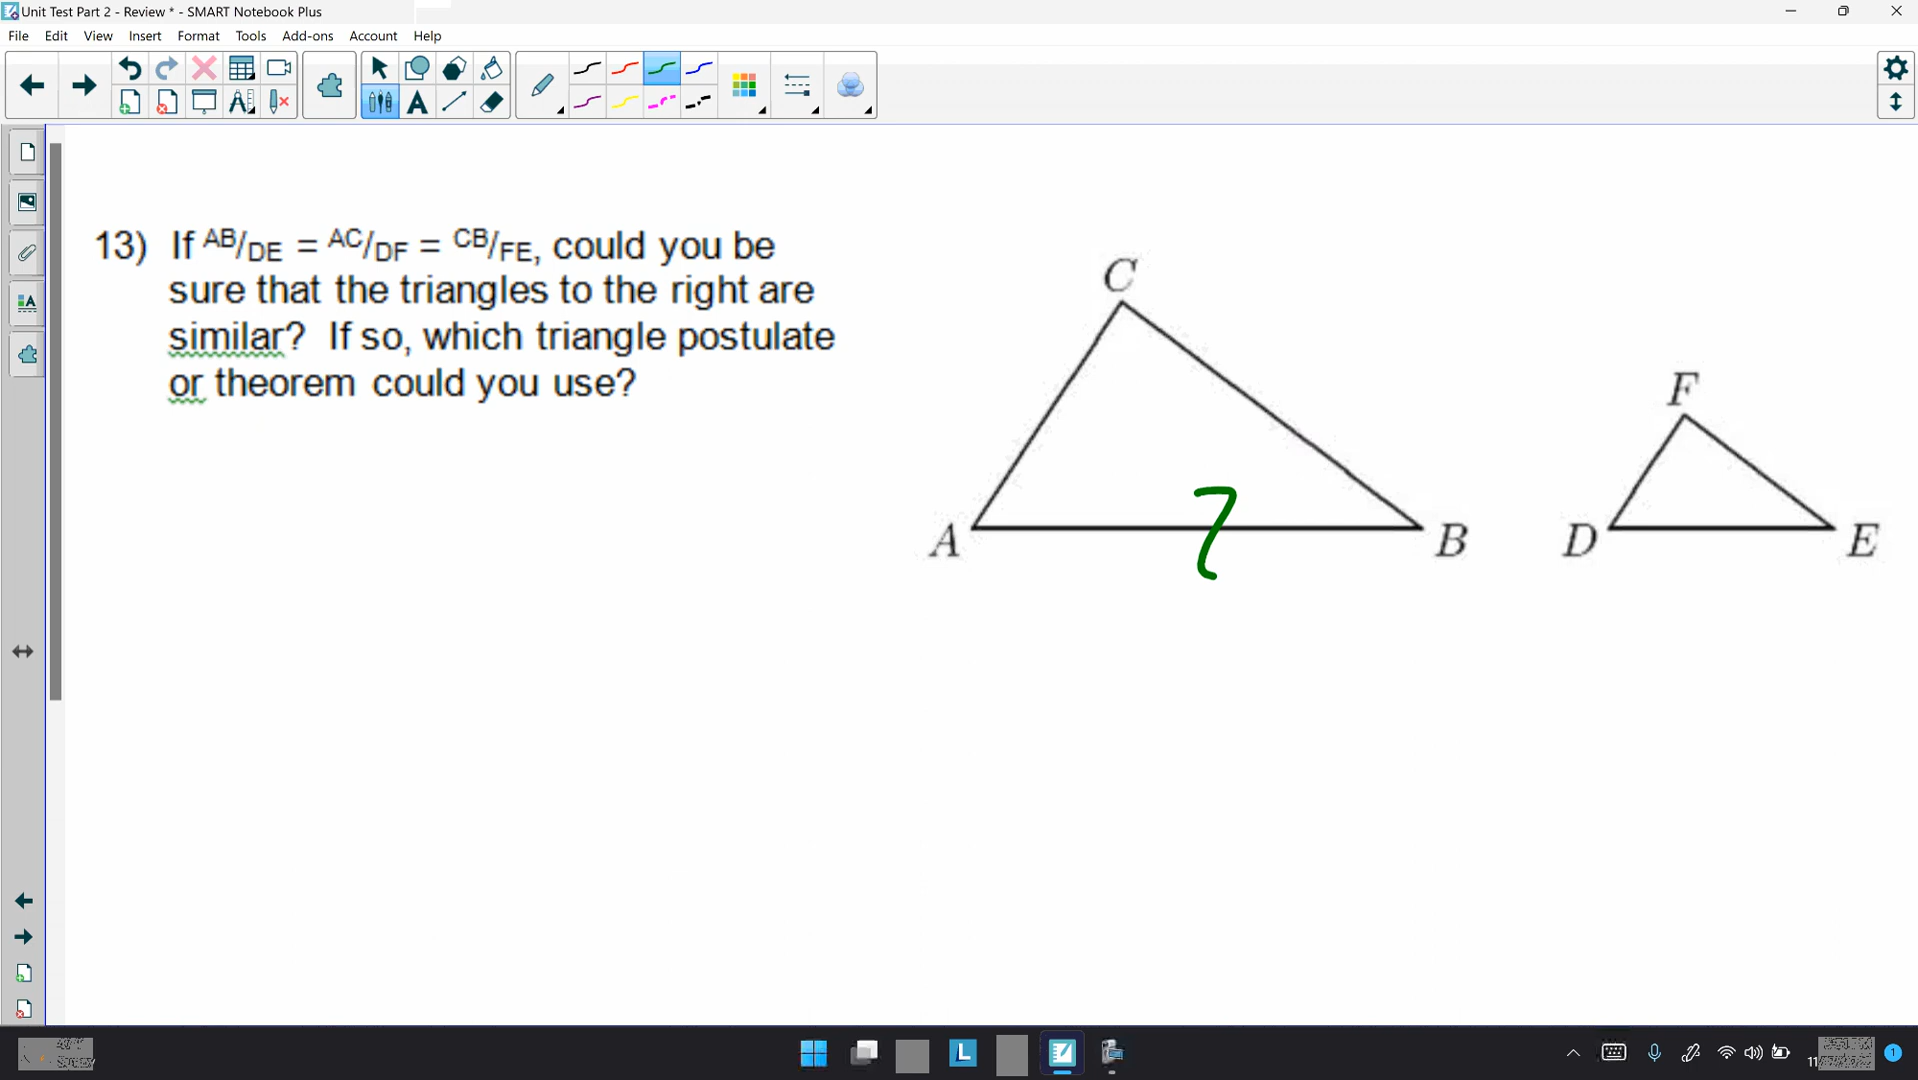 Unit Test Part 2 - Review * - SMART Notebook Plus
File Edit View Insert Format Tools Add-ons Account Help
13) If AB/DE = AC/DF = CB/FE, could you be
sure that the triangles to the right are
similar? If so, which triangle postulate
or theorem could you use?
C
F
A
B
D
E
L
11
1